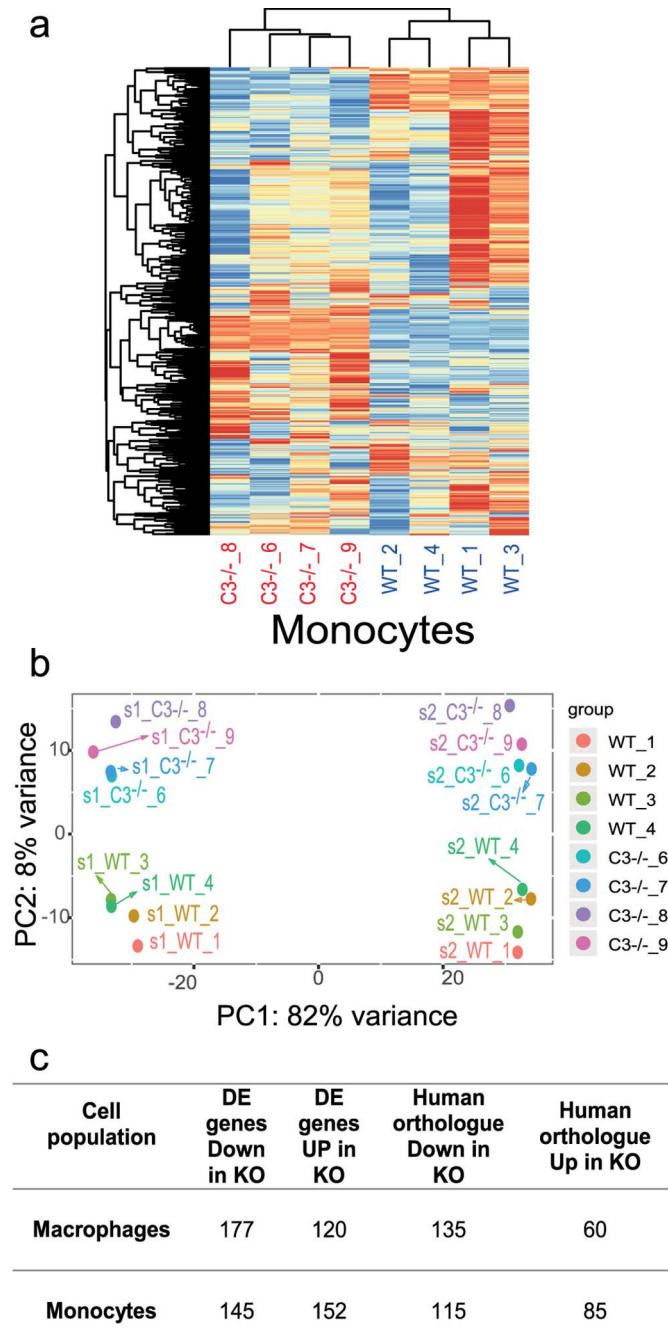 a
C3-/-_8
C3-/-_6
C3-/-_7
C3-/-_9
WT_2
WT_4
WT_1
WT_3
Monocytes
b
s1_C3-/-_8
s1_C3-/-_9
s1_C3-/-_7
s1_C3-/-_6
s1_WT_3
s1_WT_4
s1_WT_2
s1_WT_1
s2_C3-/-_8
s2_C3-/-_9
s2_C3-/-_6
s2_C3-/-_7
s2_WT_4
s2_WT_2
s2_WT_3
s2_WT_1
10
0
-10
PC2: 8% variance
-20
0
20
PC1: 82% variance
group
WT_1
WT_2
WT_3
WT_4
C3-/-_6
C3-/-_7
C3-/-_8
C3-/-_9
c
Cell population
DE genes Down in KO
DE genes UP in KO
Human orthologue Down in KO
Human orthologue Up in KO
Macrophages 177 120 135 60
Monocytes 145 152 115 85